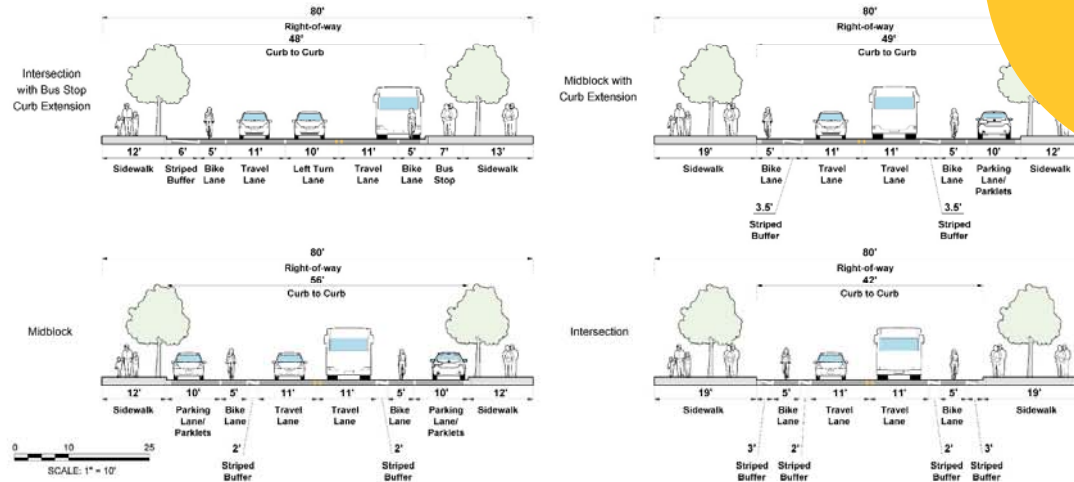 80'
Right-of-way
48'
Curb to Curb
Intersection
with Bus Stop
Curb Extension
12' 6' 5' 11' 10' 11' 5' 7' 13'
Sidewalk Striped Buffer Bike Lane Travel Lane Left Turn Lane Travel Lane Bike Lane Bus Stop Sidewalk
80'
Right-of-way
49'
Curb to Curb
Midblock with
Curb Extension
19' 5' 11' 11' 5' 10' 12'
Sidewalk Bike Lane Travel Lane Travel Lane Bike Lane Parking Lane/ Parklets Sidewalk
3.5' 3.5'
Striped Buffer Striped Buffer
80'
Right-of-way
56'
Curb to Curb
Midblock
12' 10' 5' 11' 11' 5' 10' 12'
Sidewalk Parking Lane/ Parklets Bike Lane Travel Lane Travel Lane Bike Lane Parking Lane/ Parklets Sidewalk
2' 2'
Striped Buffer Striped Buffer
0 10 25
SCALE: 1" = 10'
80'
Right-of-way
42'
Curb to Curb
Intersection
19' 5' 11' 11' 5' 19'
Sidewalk Bike Lane Travel Lane Travel Lane Bike Lane Sidewalk
3' 2' 2' 3'
Striped Buffer Striped Buffer Striped Buffer Striped Buffer